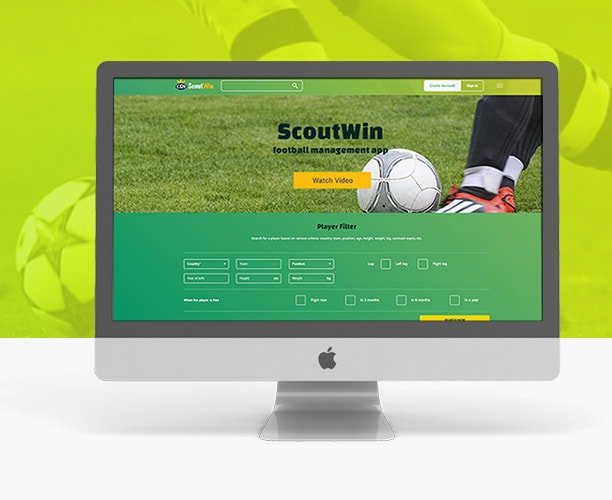 ScoutWin
Create Account
Sign In
ScoutWin
football management app
Watch Video
Player Filter
Search for a player based on various criteria: country, team, position, age, height, weight, leg, contract expiry, etc.
Country*
Team
Position
Leg
Left leg
Right leg
Year of birth
Height
cm
Weight
kg
When the player is free
Right now
In 3 months
In 6 months
In a year